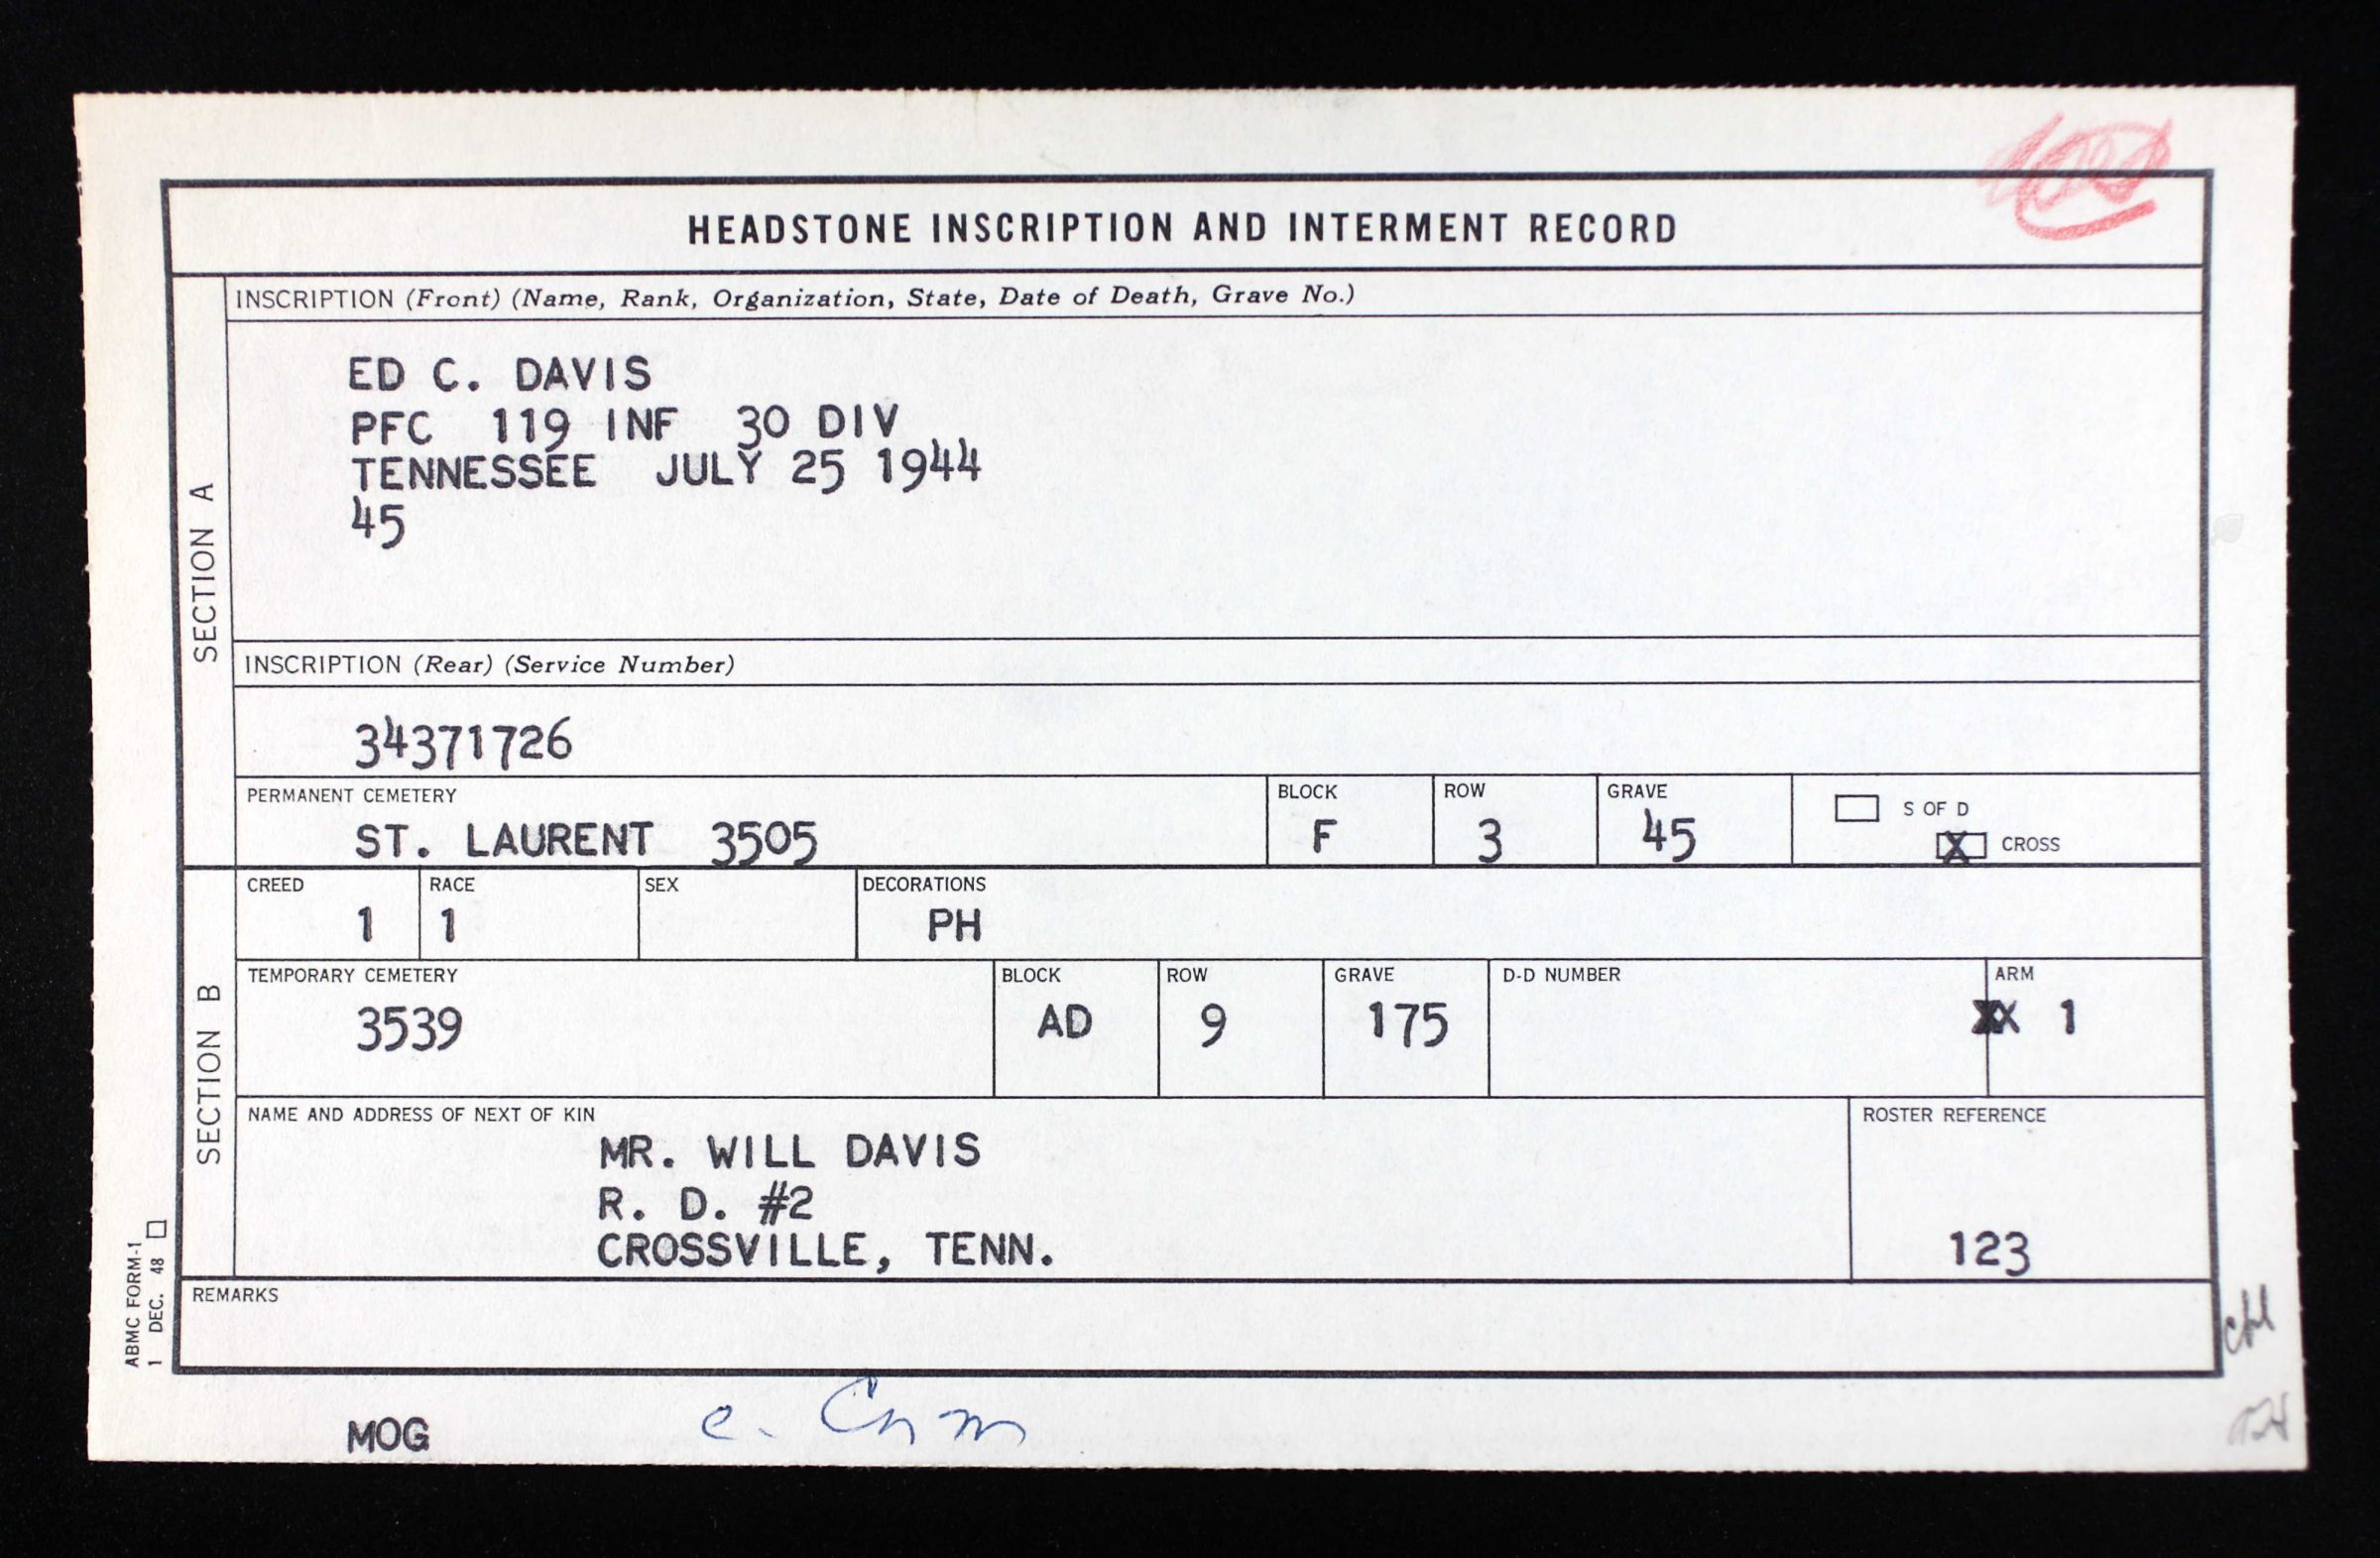 HEADSTONE INSCRIPTION AND INTERMENT RECORD
SECTION A
INSCRIPTION (Front) (Name, Rank, Organization, State, Date of Death, Grave No.)
ED C. DAVIS
PFC 119 INF 30 DIV
TENNESSEE JULY 25 1944
45
INSCRIPTION (Rear) (Service Number)
34371726
PERMANENT CEMETERY BLOCK ROW GRAVE S OF D
ST. LAURENT 3505 F 3 45 X CROSS
SECTION B
CREED RACE SEX DECORATIONS
1 1 PH
TEMPORARY CEMETERY BLOCK ROW GRAVE D-D NUMBER ARM
3539 AD 9 175 XX 1
NAME AND ADDRESS OF NEXT OF KIN ROSTER REFERENCE
MR. WILL DAVIS
R. D. #2
CROSSVILLE, TENN. 123
REMARKS
ABMC FORM-1
1 DEC. 48
MOG